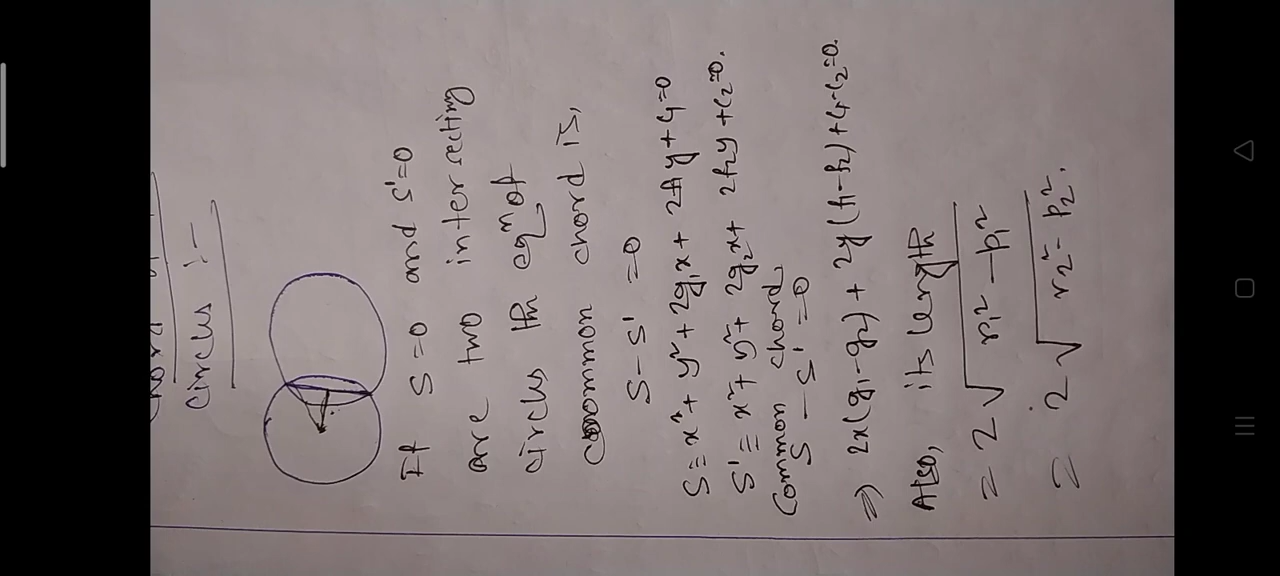 circles :-
If S=0 and S'=0
are two intersecting
circles th eqⁿ of
common chord is,
S - S' = 0
S ≡ x² + y² + 2g₁x + 2f₁y + c₁=0
S' ≡ x² + y² + 2g₂x + 2f₂y + c₂=0.
Common chord,
S - S' = 0
⇒ 2x(g₁-g₂) + 2y(f₁-f₂) + c₁-c₂=0.
Also, its length
= 2√(r₁² - p₁²)
= 2√(r₂² - p₂²).